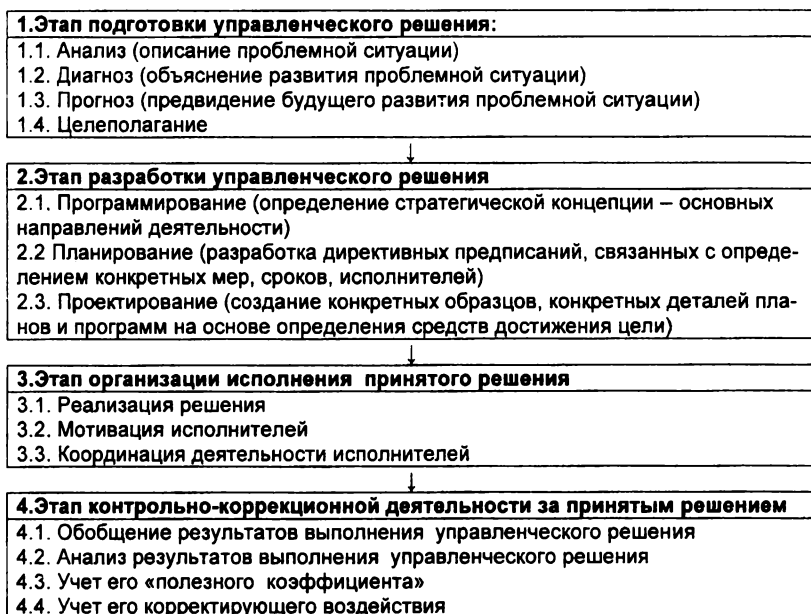 1.Этап подготовки управленческого решения:
1.1. Анализ (описание проблемной ситуации)
1.2. Диагноз (объяснение развития проблемной ситуации)
1.3. Прогноз (предвидение будущего развития проблемной ситуации)
1.4. Целеполагание
2.Этап разработки управленческого решения
2.1. Программирование (определение стратегической концепции – основных
направлений деятельности)
2.2 Планирование (разработка директивных предписаний, связанных с опреде-
лением конкретных мер, сроков, исполнителей)
2.3. Проектирование (создание конкретных образцов, конкретных деталей пла-
нов и программ на основе определения средств достижения цели)
3.Этап организации исполнения принятого решения
3.1. Реализация решения
3.2. Мотивация исполнителей
3.3. Координация деятельности исполнителей
4.Этап контрольно-коррекционной деятельности за принятым решением
4.1. Обобщение результатов выполнения управленческого решения
4.2. Анализ результатов выполнения управленческого решения
4.3. Учет его «полезного коэффициента»
4.4. Учет его корректирующего воздействия